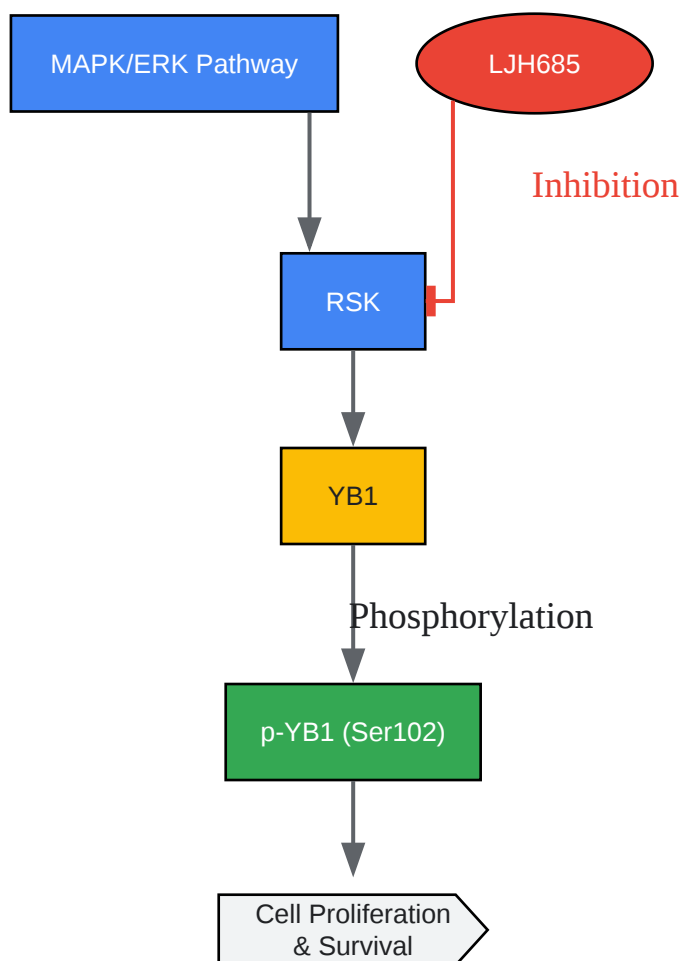 MAPK/ERK Pathway
LJH685
Inhibition
RSK
YB1
Phosphorylation
p-YB1 (Ser102)
Cell Proliferation
& Survival